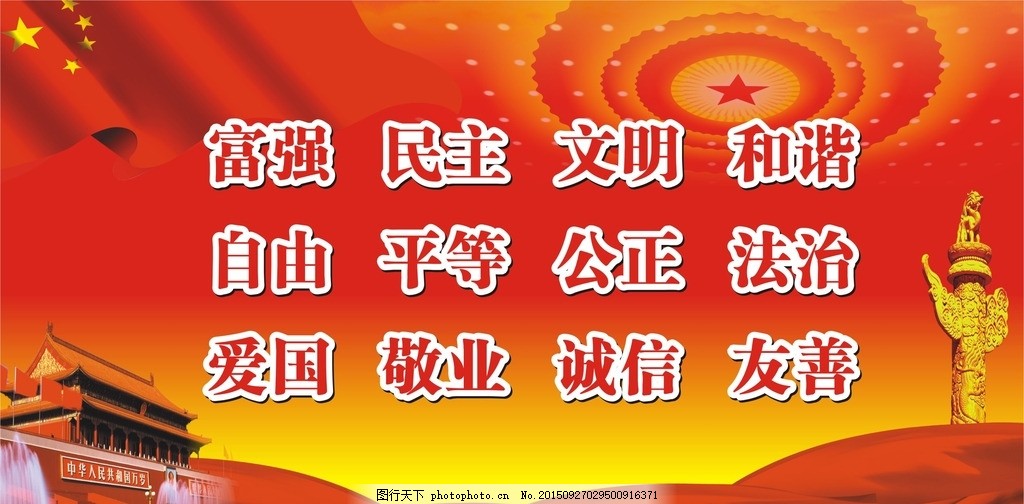 富强 民主 文明 和谐
自由 平等 公正 法治
爱国 敬业 诚信 友善
中华人民共和国万岁
图行天下 photophoto.cn No.20150927029500916371